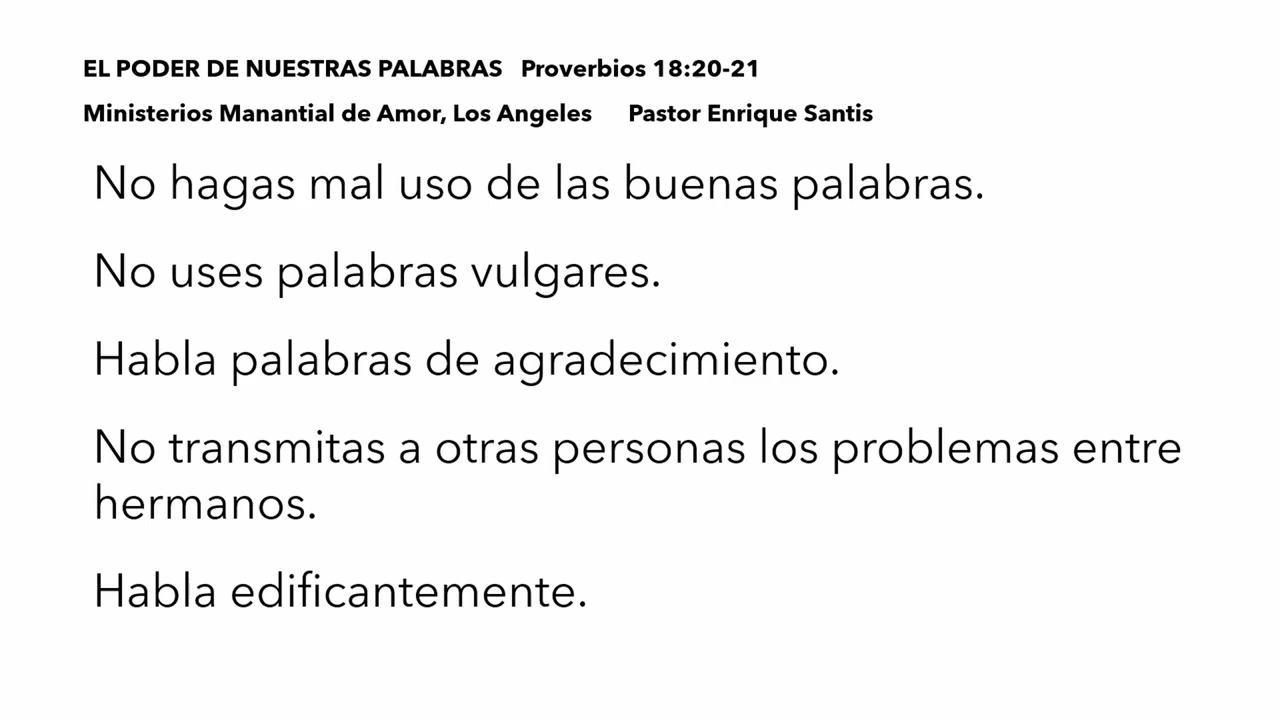 EL PODER DE NUESTRAS PALABRAS Proverbios 18:20-21
Ministerios Manantial de Amor, Los Angeles Pastor Enrique Santis
No hagas mal uso de las buenas palabras.
No uses palabras vulgares.
Habla palabras de agradecimiento.
No transmitas a otras personas los problemas entre
hermanos.
Habla edificantemente.